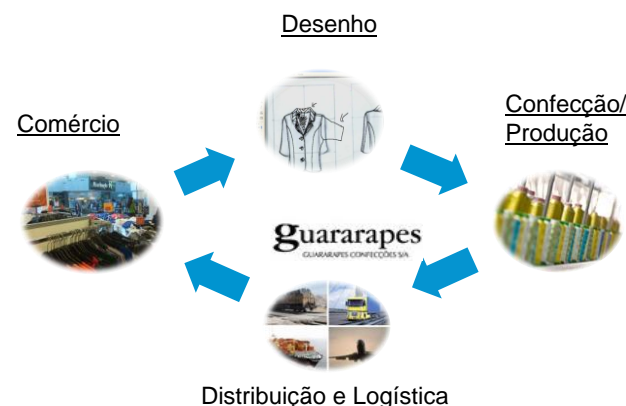 Desenho
Comércio
Confecção/
Produção
guararapes
GUARARAPES CONFECÇÕES S/A
Distribuição e Logística